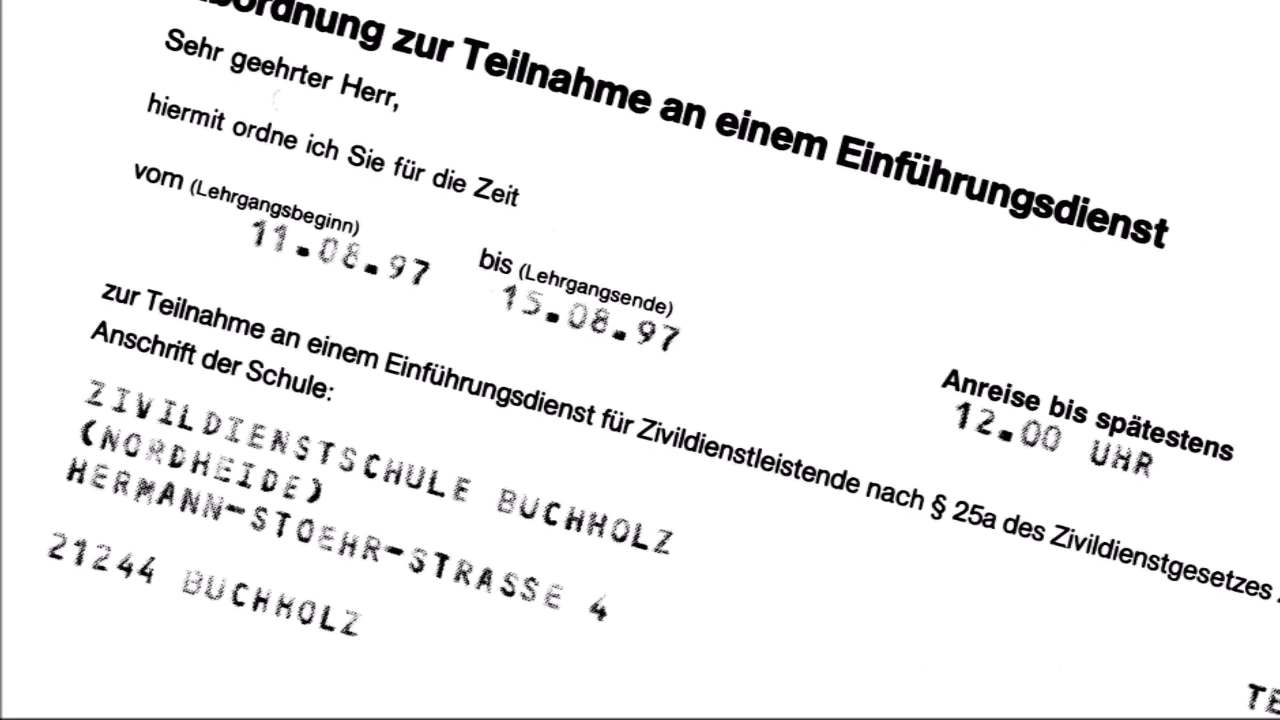 zur Teilnahme an einem Einführungsdienst
Sehr geehrter Herr,
hiermit ordne ich Sie für die Zeit
vom (Lehrgangsbeginn)
11.08.97
bis (Lehrgangsende)
15.08.97
Anreise bis spätestens
12.00 UHR
zur Teilnahme an einem Einführungsdienst für Zivildienstleistende nach § 25a des Zivildienstgesetzes
Anschrift der Schule:
ZIVILDIENSTSCHULE BUCHHOLZ
(NORDHEIDE)
HERMANN-STOEHR-STRASSE 4
21244 BUCHHOLZ